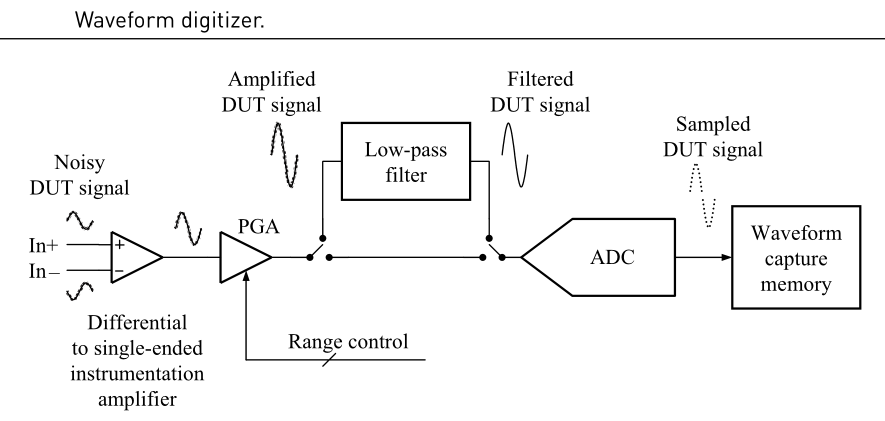 Waveform digitizer.
Amplified
DUT signal
Filtered
DUT signal
Sampled
DUT signal
Noisy
DUT signal
Low-pass
filter
PGA
In+
In−
+
−
ADC
Waveform
capture
memory
Differential
to single-ended
instrumentation
amplifier
Range control